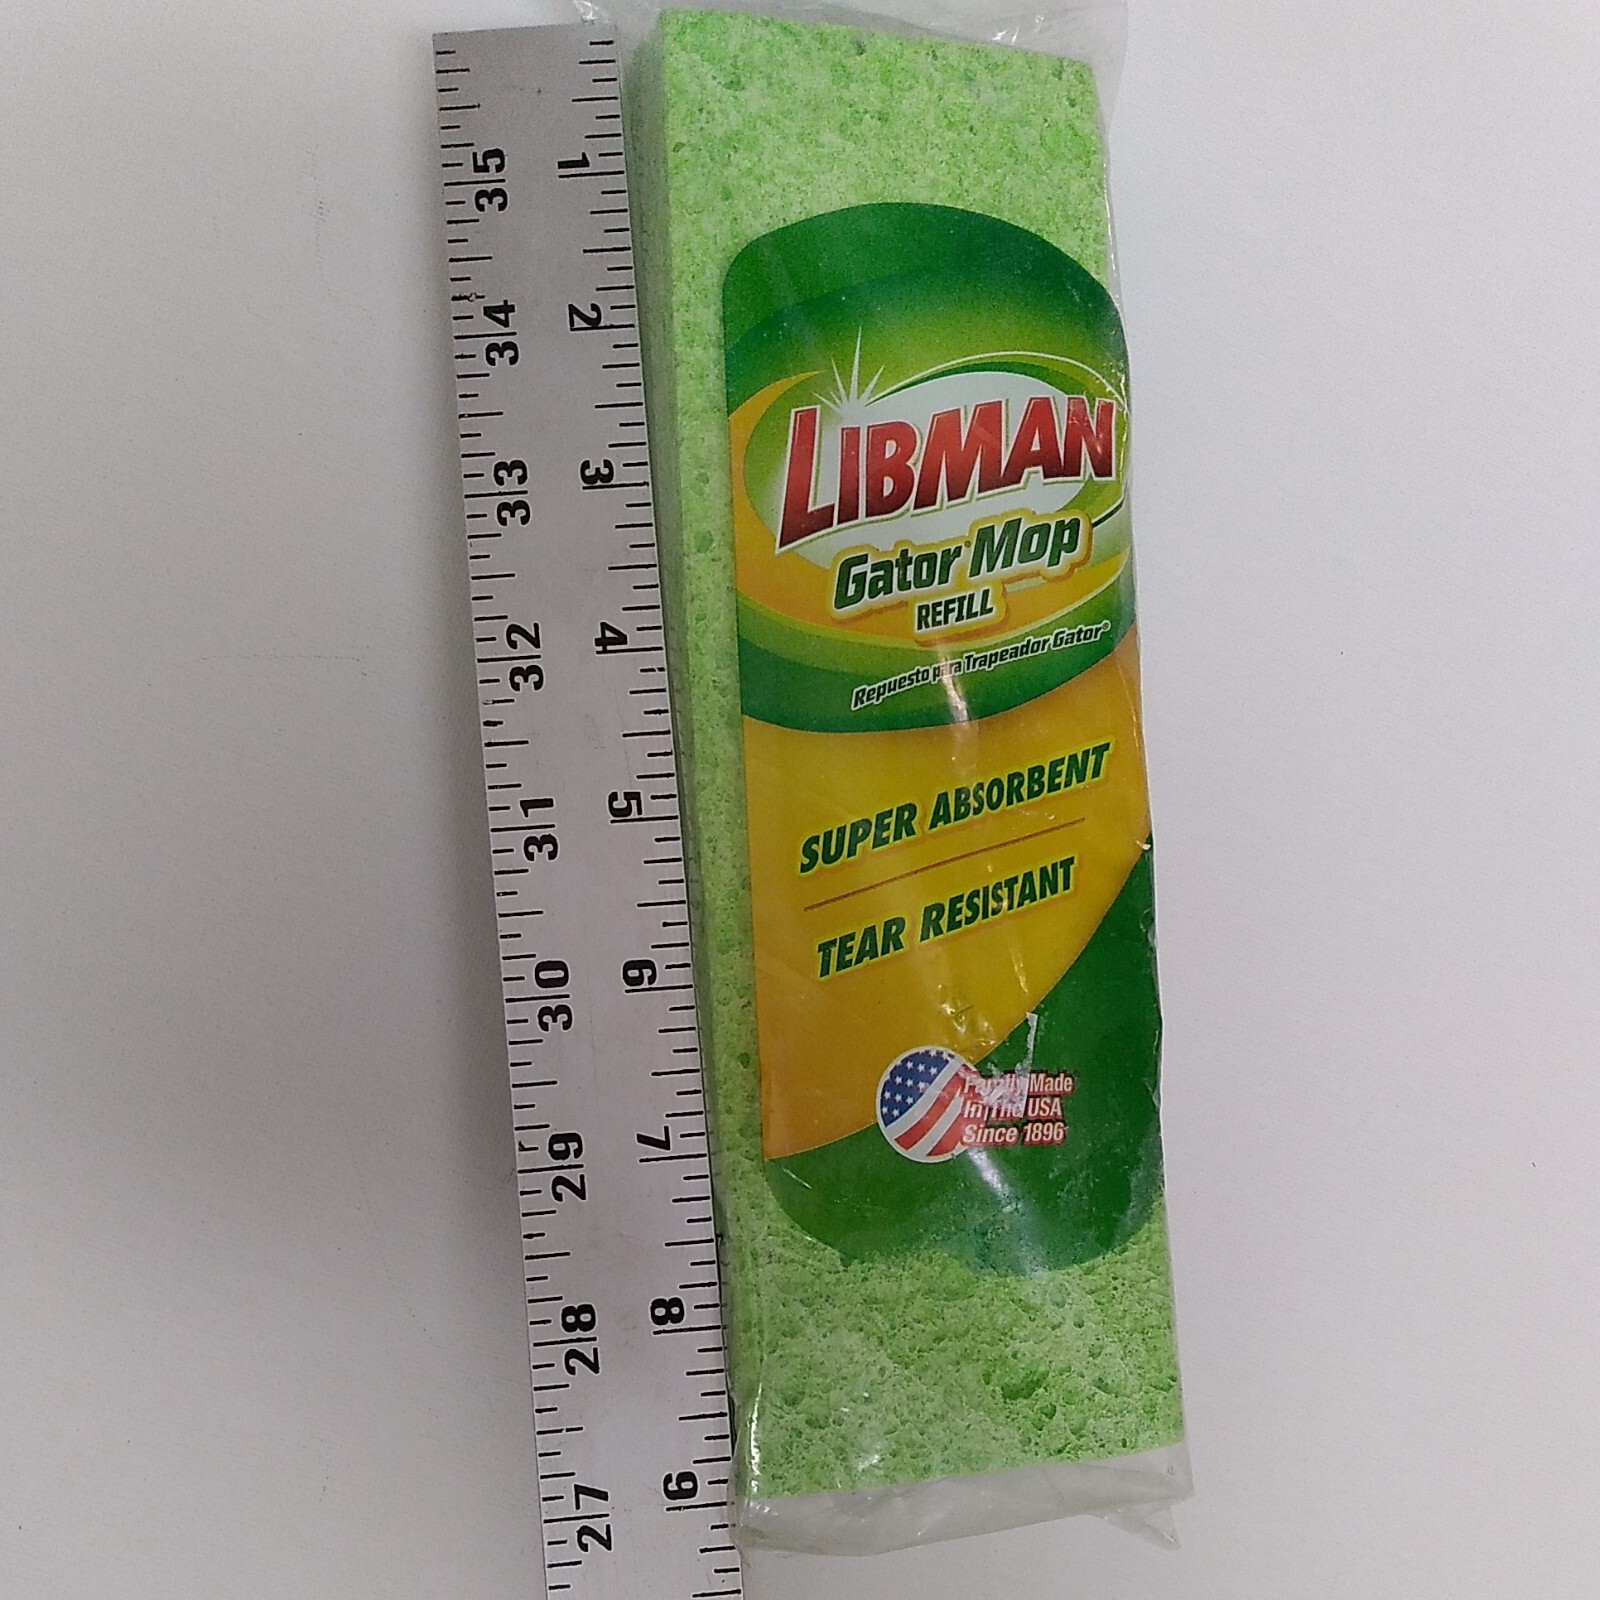 LIBMAN
Gator Mop
REFILL
Repuesto para Trapeador Gator®
SUPER ABSORBENT
TEAR RESISTANT
Family Made
In The USA
Since 1896
1
2
3
4
5
6
7
8
9
35
34
33
32
31
30
29
28
27